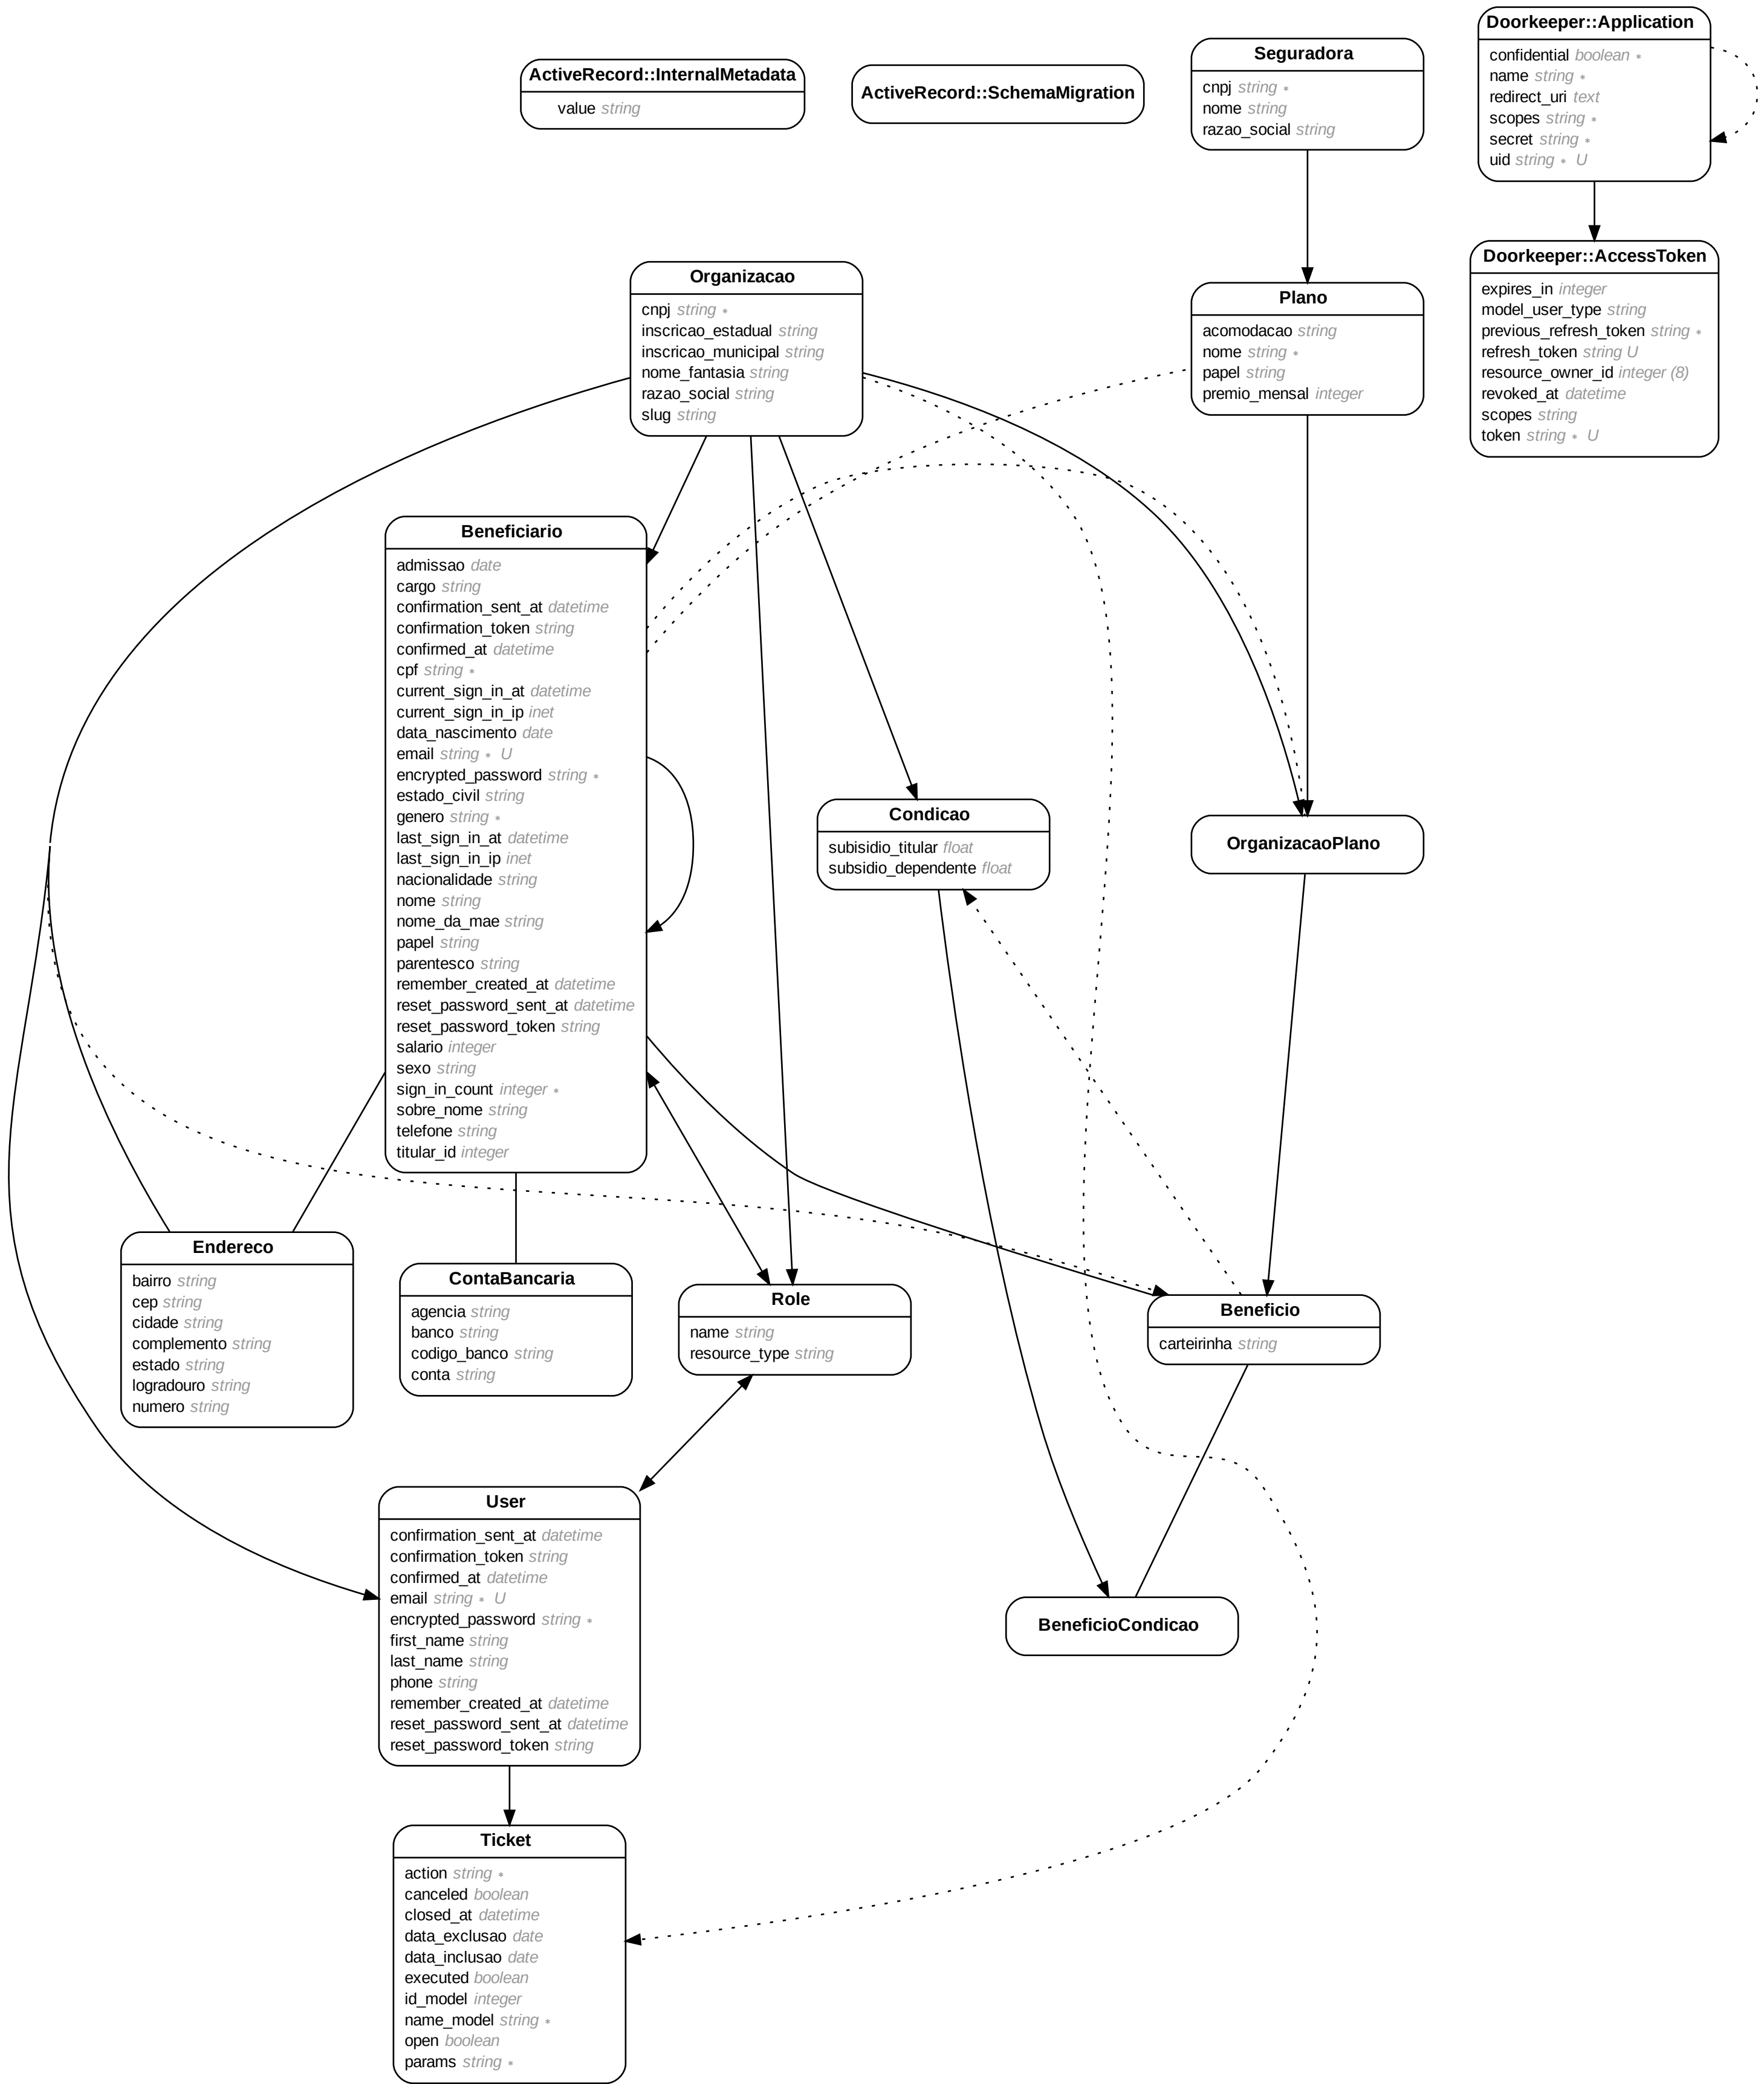 ActiveRecord::InternalMetadata
value string
ActiveRecord::SchemaMigration
Seguradora
cnpj string *
nome string
razao_social string
Doorkeeper::Application
confidential boolean *
name string *
redirect_uri text
scopes string *
secret string *
uid string * U
Doorkeeper::AccessToken
expires_in integer
model_user_type string
previous_refresh_token string *
refresh_token string U
resource_owner_id integer (8)
revoked_at datetime
scopes string
token string * U
Organizacao
cnpj string *
inscricao_estadual string
inscricao_municipal string
nome_fantasia string
razao_social string
slug string
Plano
acomodacao string
nome string *
papel string
premio_mensal integer
Beneficiario
admissao date
cargo string
confirmation_sent_at datetime
confirmation_token string
confirmed_at datetime
cpf string *
current_sign_in_at datetime
current_sign_in_ip inet
data_nascimento date
email string * U
encrypted_password string *
estado_civil string
genero string *
last_sign_in_at datetime
last_sign_in_ip inet
nacionalidade string
nome string
nome_da_mae string
papel string
parentesco string
remember_created_at datetime
reset_password_sent_at datetime
reset_password_token string
salario integer
sexo string
sign_in_count integer *
sobre_nome string
telefone string
titular_id integer
Condicao
subisidio_titular float
subsidio_dependente float
OrganizacaoPlano
Endereco
bairro string
cep string
cidade string
complemento string
estado string
logradouro string
numero string
ContaBancaria
agencia string
banco string
codigo_banco string
conta string
Role
name string
resource_type string
Beneficio
carteirinha string
User
confirmation_sent_at datetime
confirmation_token string
confirmed_at datetime
email string * U
encrypted_password string *
first_name string
last_name string
phone string
remember_created_at datetime
reset_password_sent_at datetime
reset_password_token string
BeneficioCondicao
Ticket
action string *
canceled boolean
closed_at datetime
data_exclusao date
data_inclusao date
executed boolean
id_model integer
name_model string *
open boolean
params string *